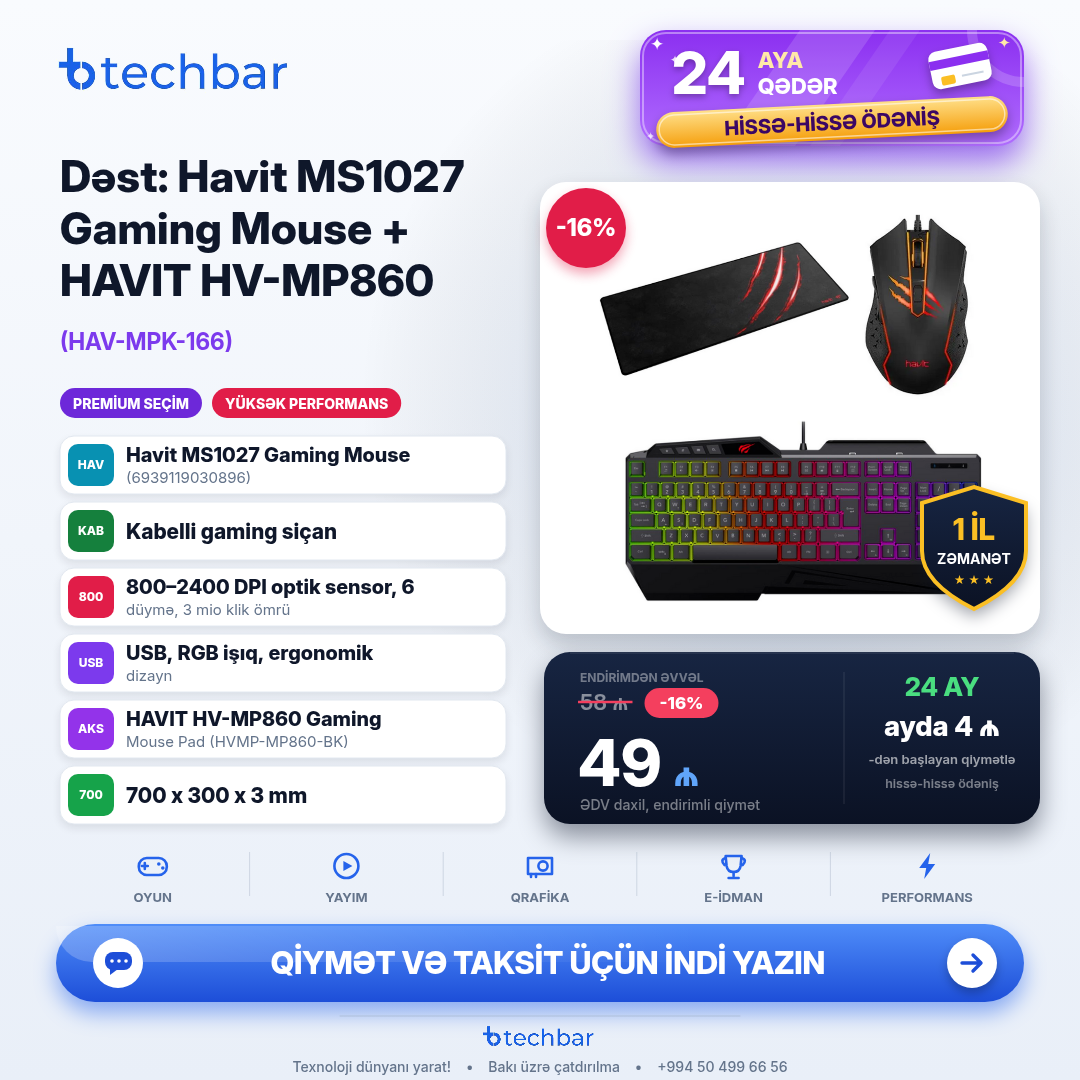 techbar
24 AYA
QƏDƏR
HİSSƏ-HİSSƏ ÖDƏNİŞ
Dəst: Havit MS1027
Gaming Mouse +
HAVIT HV-MP860
(HAV-MPK-166)
PREMİUM SEÇİM
YÜKSƏK PERFORMANS
HAV
Havit MS1027 Gaming Mouse
(6939119030896)
KAB
Kabelli gaming siçan
800
800–2400 DPI optik sensor, 6
düymə, 3 mio klik ömrü
USB
USB, RGB işıq, ergonomik
dizayn
AKS
HAVIT HV-MP860 Gaming
Mouse Pad (HVMP-MP860-BK)
700
700 x 300 x 3 mm
-16%
havit
1 İL
ZƏMANƏT
ENDİRİMDƏN ƏVVƏL
58 ₼
-16%
49 ₼
ƏDV daxil, endirimli qiymət
24 AY
ayda 4 ₼
-dən başlayan qiymətlə
hissə-hissə ödəniş
OYUN
YAYIM
QRAFİKA
E-İDMAN
PERFORMANS
QİYMƏT VƏ TAKSİT ÜÇÜN İNDİ YAZIN
techbar
Texnoloji dünyanı yarat! • Bakı üzrə çatdırılma • +994 50 499 66 56